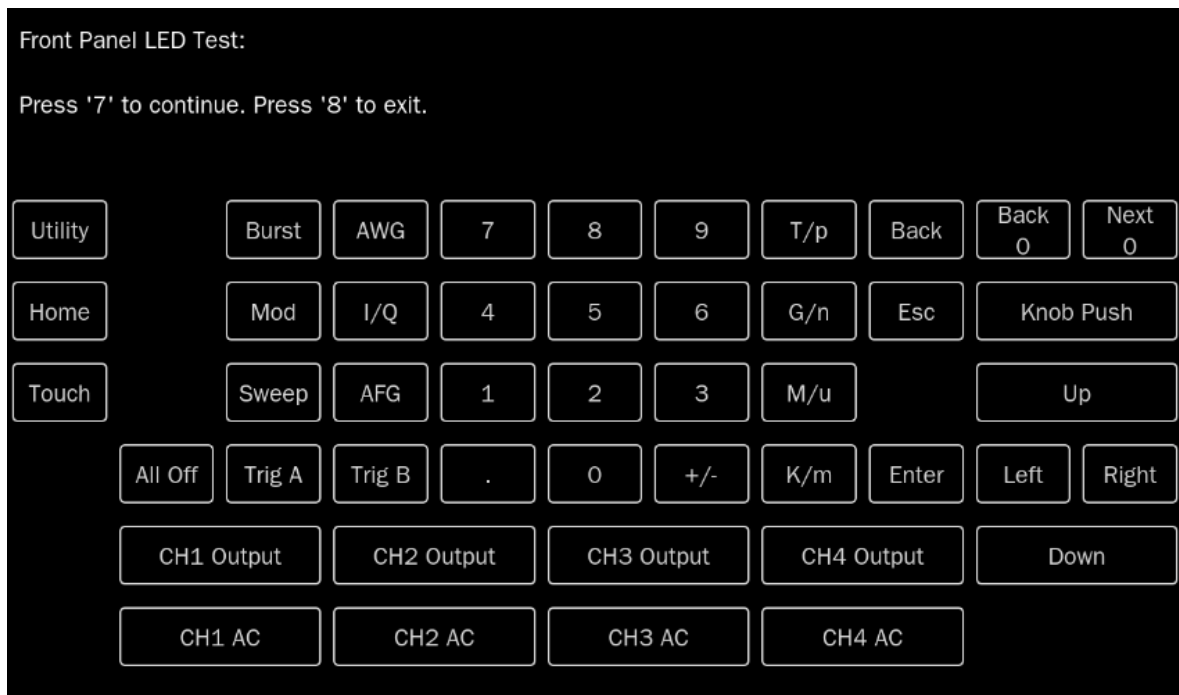 Front Panel LED Test:
Press '7' to continue. Press '8' to exit.
Utility
Burst
AWG
7
8
9
T/p
Back
Back
0
Next
0
Home
Mod
I/Q
4
5
6
G/n
Esc
Knob Push
Touch
Sweep
AFG
1
2
3
M/u
Up
All Off
Trig A
Trig B
.
0
+/-
K/m
Enter
Left
Right
CH1 Output
CH2 Output
CH3 Output
CH4 Output
Down
CH1 AC
CH2 AC
CH3 AC
CH4 AC